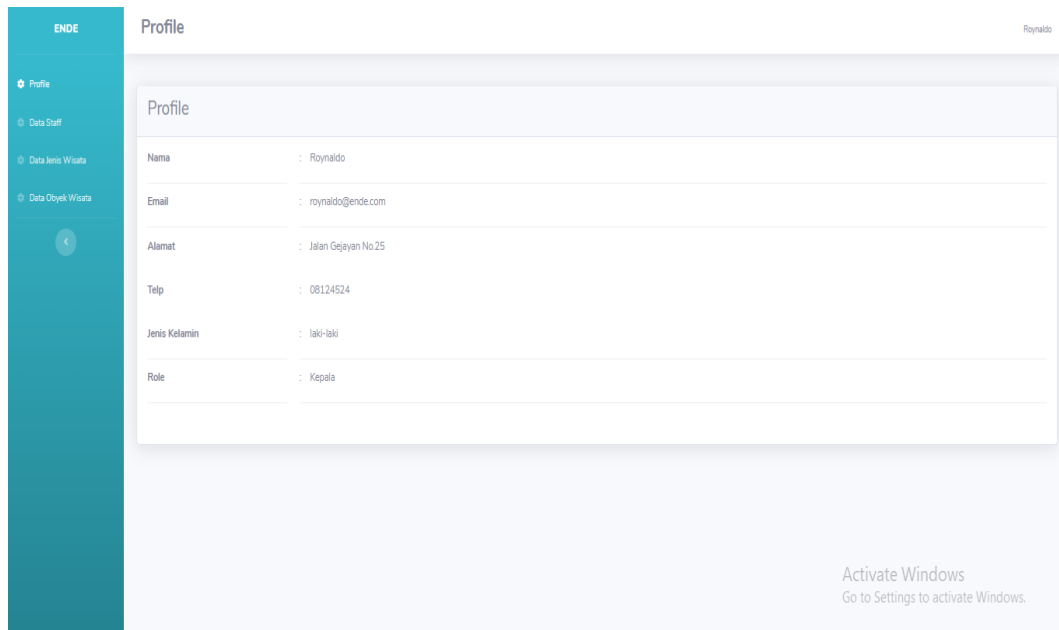 ENDE
Profile
Data Staff
Data Jenis Wisata
Data Obyek Wisata
Profile
Roynaldo
Profile
Nama : Roynaldo
Email : roynaldo@ende.com
Alamat : Jalan Gejayan No.25
Telp : 08124524
Jenis Kelamin : laki-laki
Role : Kepala
Activate Windows
Go to Settings to activate Windows.